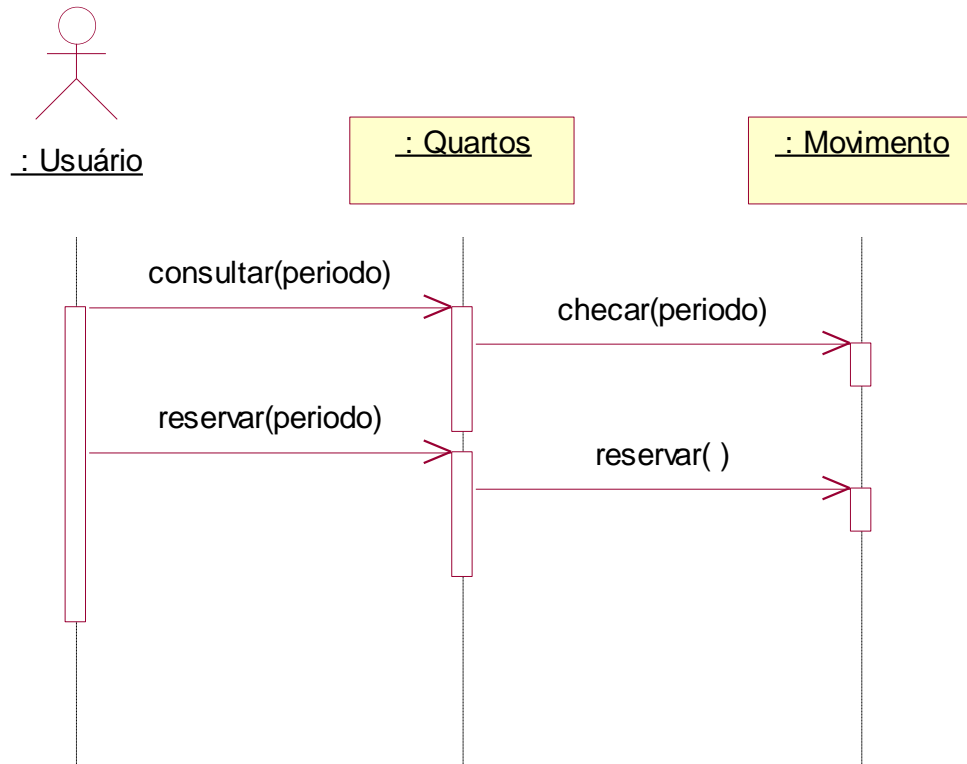 : Usuário
: Quartos
: Movimento
consultar(periodo)
checar(periodo)
reservar(periodo)
reservar( )